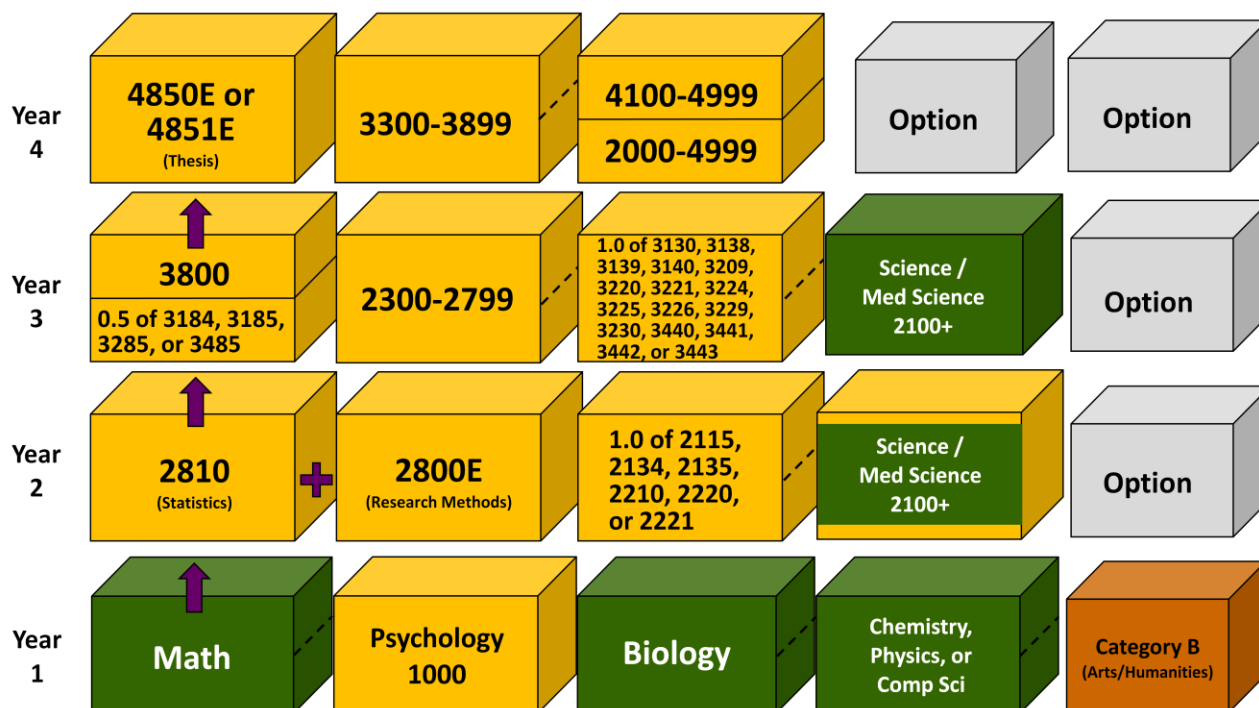 Year
4
4850E or
4851E
(Thesis)
3300-3899
4100-4999
2000-4999
Option
Option
Year
3
3800
0.5 of 3184, 3185,
3285, or 3485
2300-2799
1.0 of 3130, 3138,
3139, 3140, 3209,
3220, 3221, 3224,
3225, 3226, 3229,
3230, 3440, 3441,
3442, or 3443
Science /
Med Science
2100+
Option
Year
2
2810
(Statistics)
2800E
(Research Methods)
1.0 of 2115,
2134, 2135,
2210, 2220,
or 2221
Science /
Med Science
2100+
Option
Year
1
Math
Psychology
1000
Biology
Chemistry,
Physics, or
Comp Sci
Category B
(Arts/Humanities)